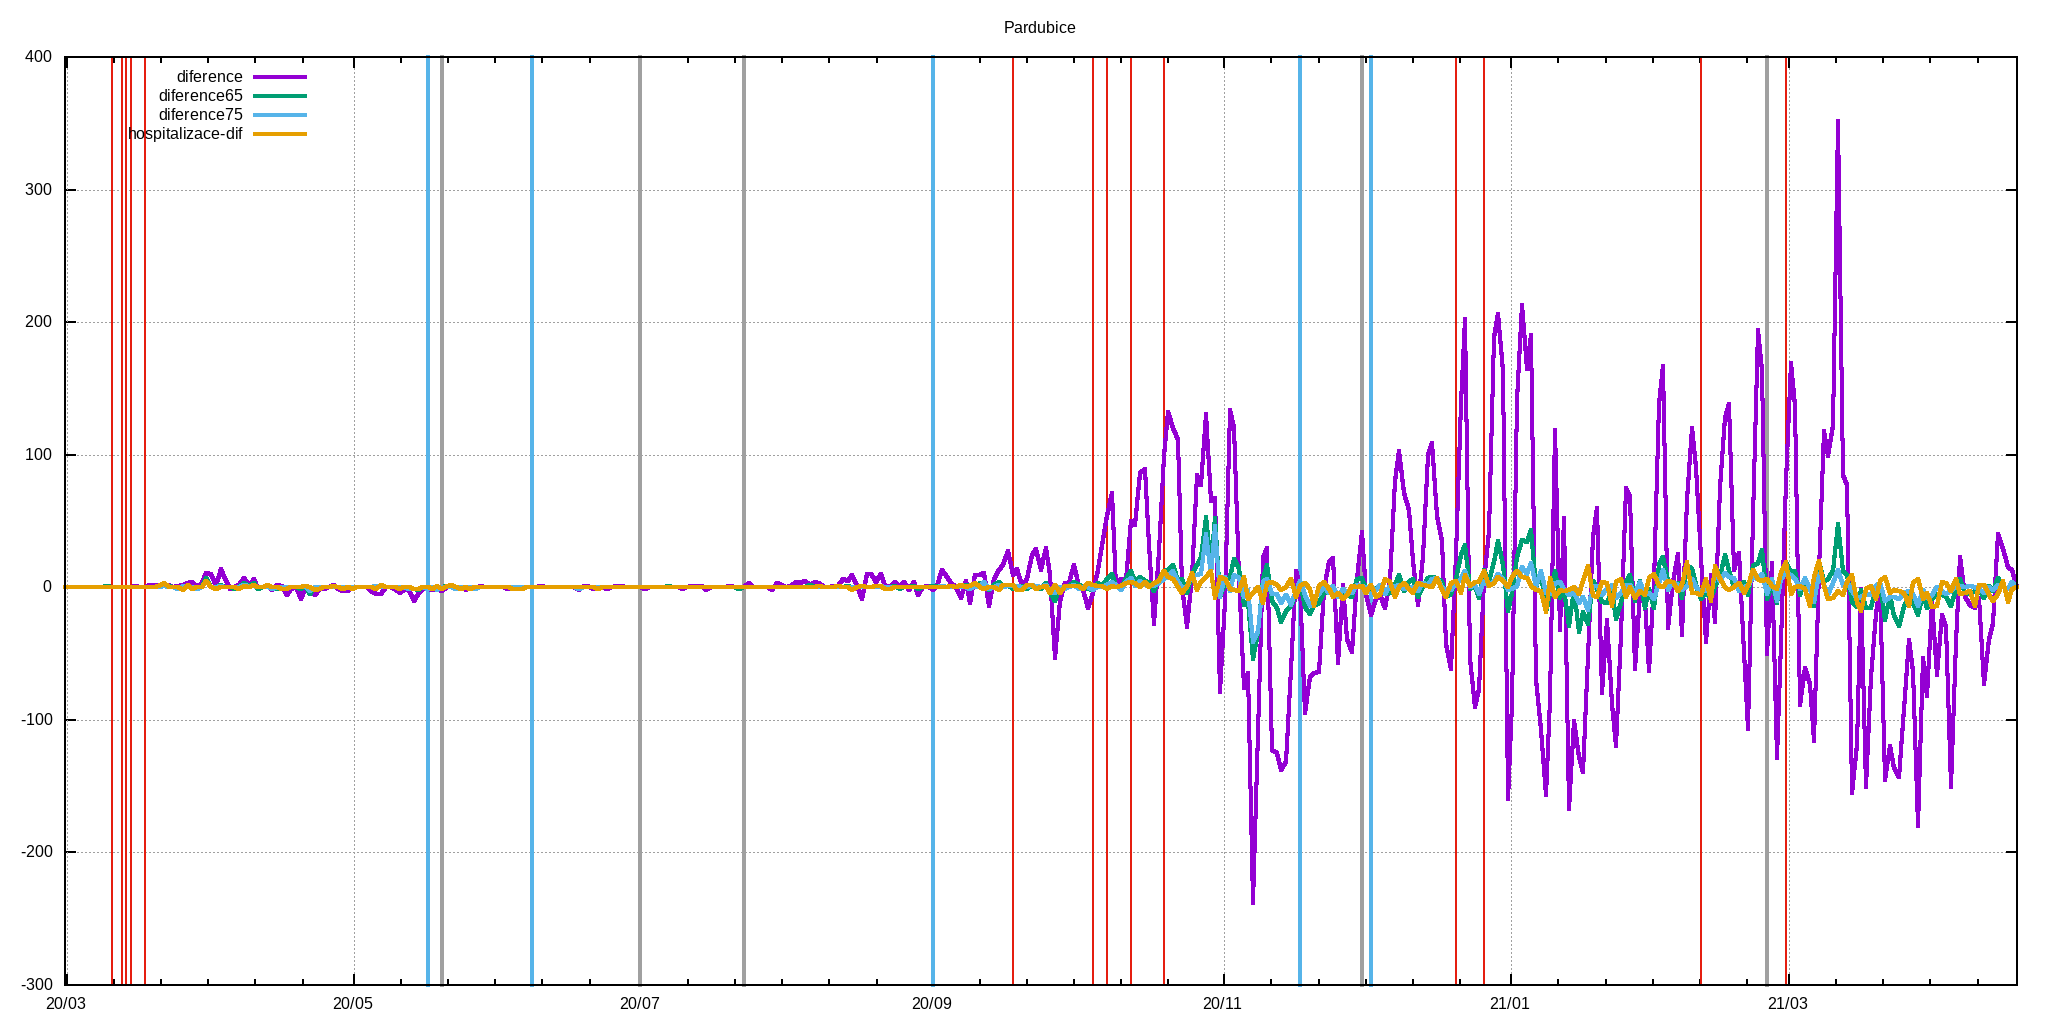 Pardubice
400
300
200
100
0
-100
-200
-300
diference
diference65
diference75
hospitalizace-dif
20/03 20/05 20/07 20/09 20/11 21/01 21/03